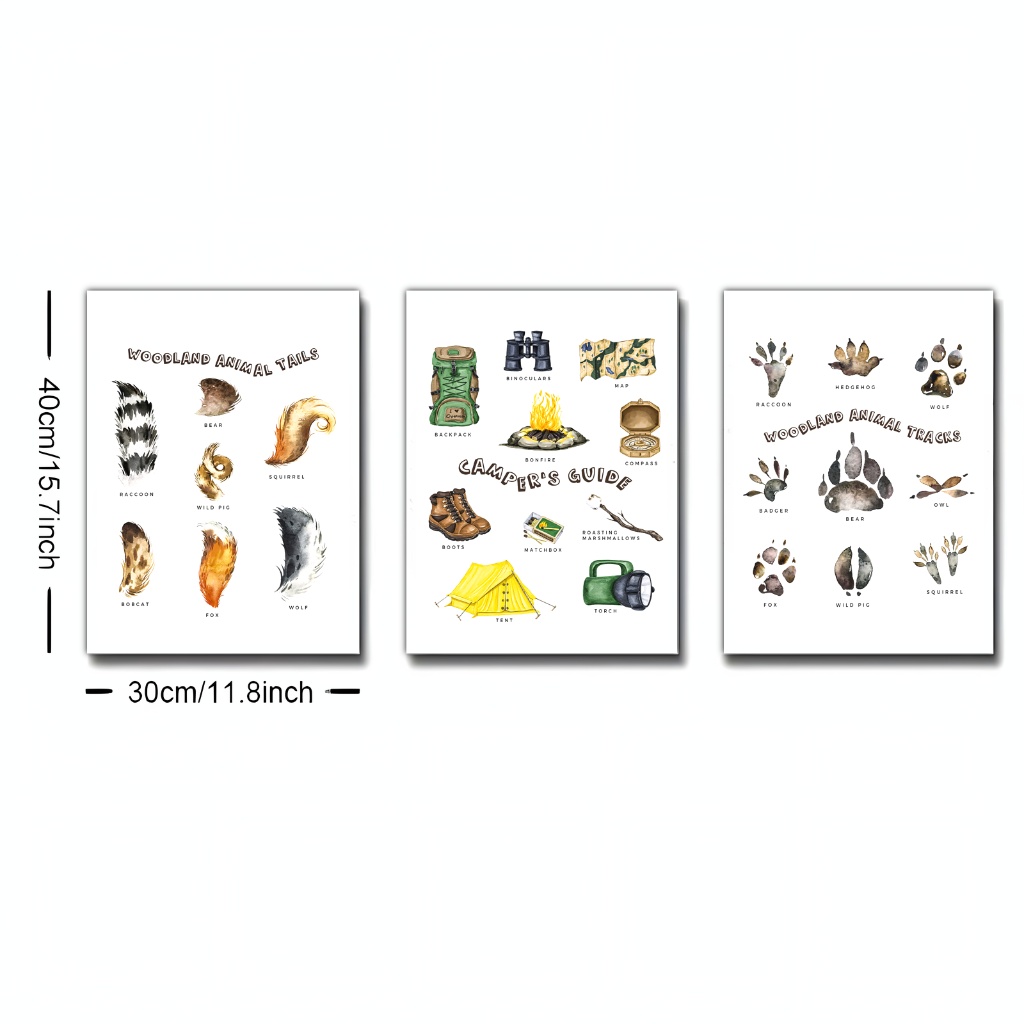 40cm/15.7inch
30cm/11.8inch
WOODLAND ANIMAL TAILS
RACCOON
BEAR
WILD PIG
SQUIRREL
BOBCAT
FOX
WOLF
BACKPACK
BINOCULARS
MAP
BONFIRE
COMPASS
CAMPER'S GUIDE
BOOTS
MATCHBOX
ROASTING
MARSHMALLOWS
TENT
TORCH
RACCOON
HEDGEHOG
WOLF
WOODLAND ANIMAL TRACKS
BADGER
BEAR
OWL
FOX
WILD PIG
SQUIRREL